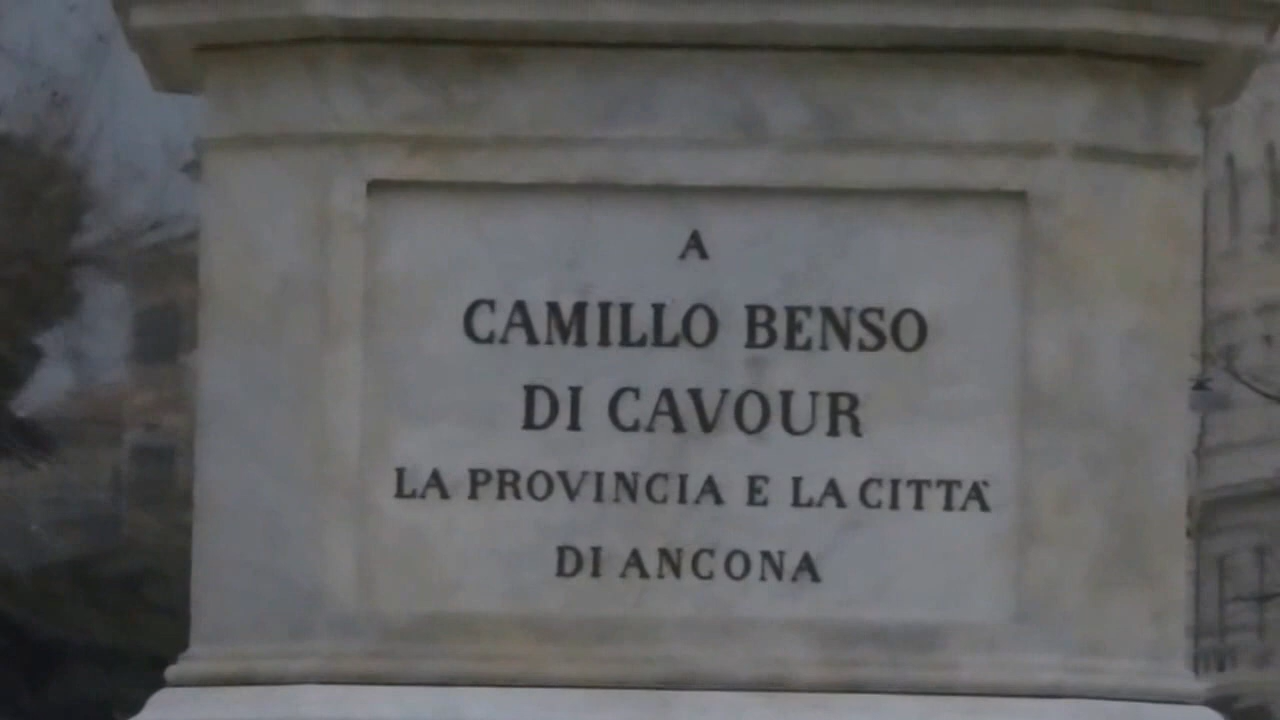 A
CAMILLO BENSO
DI CAVOUR
LA PROVINCIA E LA CITTÀ
DI ANCONA